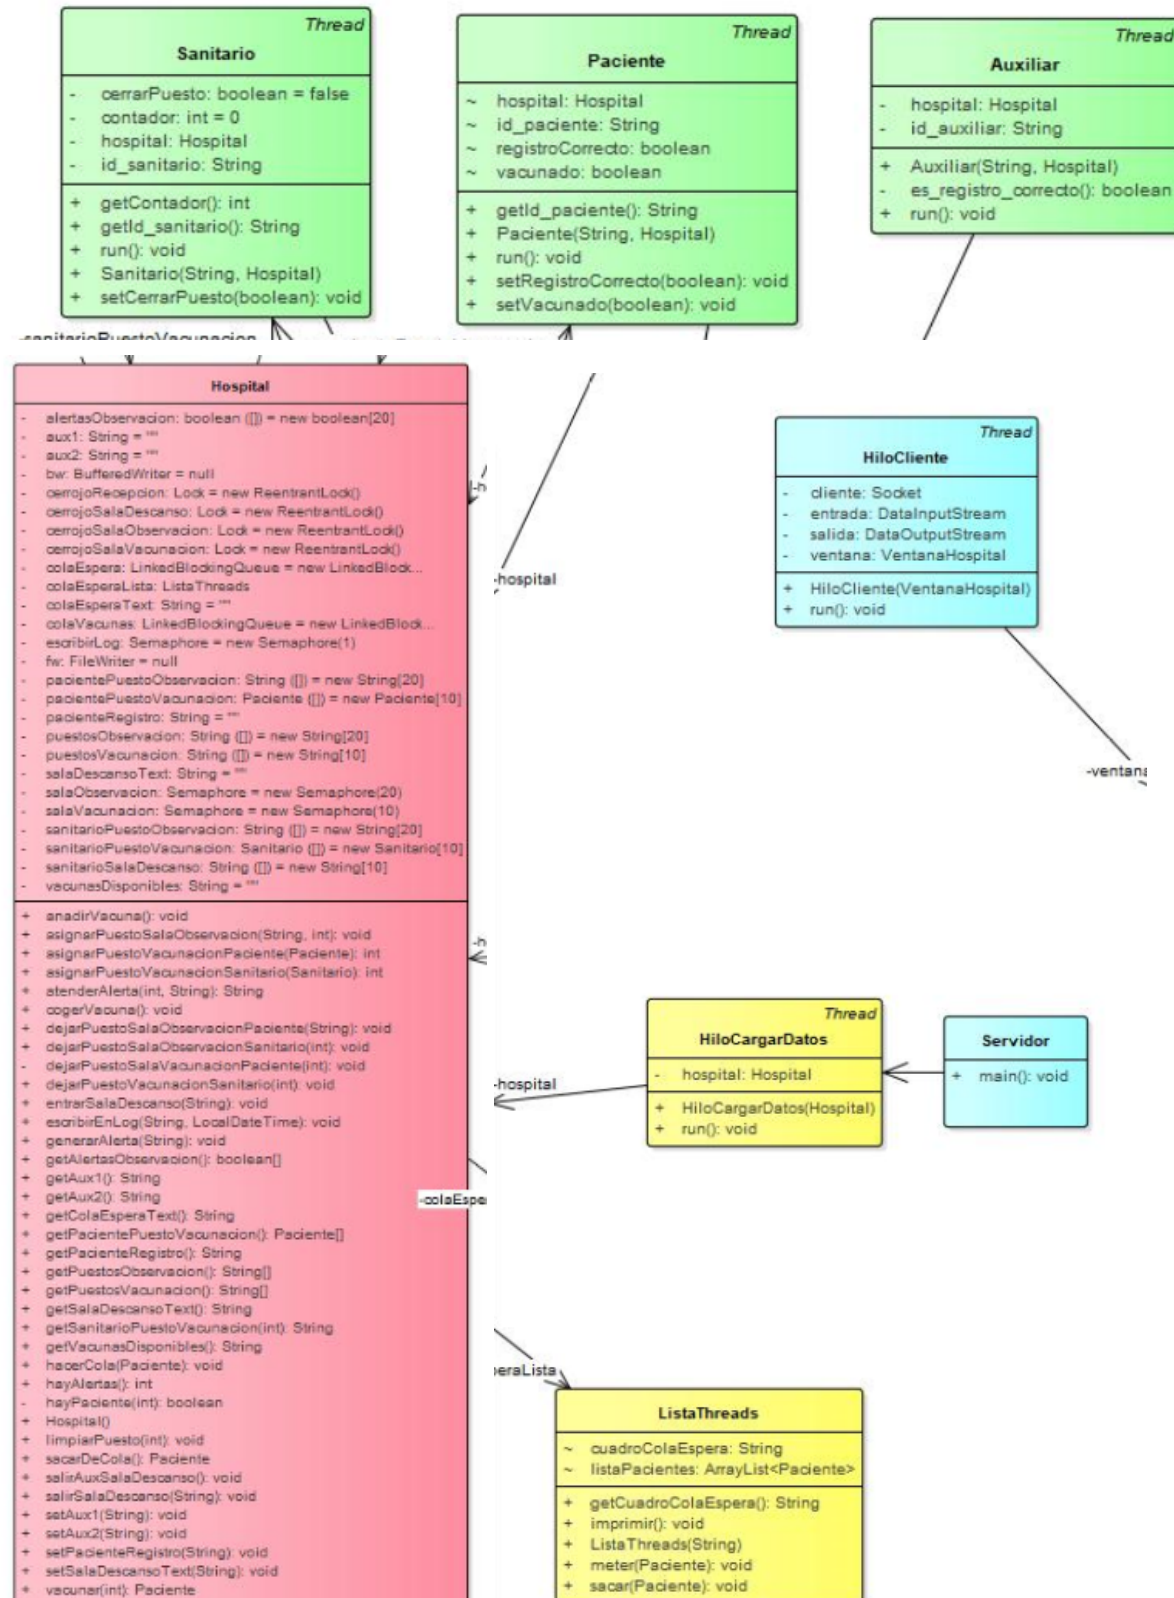 Thread
Sanitario
- cerrarPuesto: boolean = false
- contador: int = 0
- hospital: Hospital
- id_sanitario: String
+ getContador(): int
+ getId_sanitario(): String
+ run(): void
+ Sanitario(String, Hospital)
+ setCerrarPuesto(boolean): void
Thread
Paciente
~ hospital: Hospital
~ id_paciente: String
~ registroCorrecto: boolean
~ vacunado: boolean
+ getId_paciente(): String
+ Paciente(String, Hospital)
+ run(): void
+ setRegistroCorrecto(boolean): void
+ setVacunado(boolean): void
Thread
Auxiliar
- hospital: Hospital
- id_auxiliar: String
+ Auxiliar(String, Hospital)
- es_registro_correcto(): boolean
+ run(): void
-sanitarioPuestoVacunacion
Hospital
- alertasObservacion: boolean ([]) = new boolean[20]
- aux1: String = ""
- aux2: String = ""
- bw: BufferedWriter = null
- cerrojoRecepcion: Lock = new ReentrantLock()
- cerrojoSalaDescanso: Lock = new ReentrantLock()
- cerrojoSalaObservacion: Lock = new ReentrantLock()
- cerrojoSalaVacunacion: Lock = new ReentrantLock()
- colaEspera: LinkedBlockingQueue = new LinkedBlock...
- colaEsperaLista: ListaThreads
- colaEsperaText: String = ""
- colaVacunas: LinkedBlockingQueue = new LinkedBlock...
- escribirLog: Semaphore = new Semaphore(1)
- fw: FileWriter = null
- pacientePuestoObservacion: String ([]) = new String[20]
- pacientePuestoVacunacion: Paciente ([]) = new Paciente[10]
- pacienteRegistro: String = ""
- puestosObservacion: String ([]) = new String[20]
- puestosVacunacion: String ([]) = new String[10]
- salaDescansoText: String = ""
- salaObservacion: Semaphore = new Semaphore(20)
- salaVacunacion: Semaphore = new Semaphore(10)
- sanitarioPuestoObservacion: String ([]) = new String[20]
- sanitarioPuestoVacunacion: Sanitario ([]) = new Sanitario[10]
- sanitarioSalaDescanso: String ([]) = new String[10]
- vacunasDisponibles: String = ""
+ anadirVacuna(): void
+ asignarPuestoSalaObservacion(String, int): void
+ asignarPuestoVacunacionPaciente(Paciente): int
+ asignarPuestoVacunacionSanitario(Sanitario): int
+ atenderAlerta(int, String): String
+ cogerVacuna(): void
+ dejarPuestoSalaObservacionPaciente(String): void
+ dejarPuestoSalaObservacionSanitario(int): void
- dejarPuestoSalaVacunacionPaciente(int): void
+ dejarPuestoVacunacionSanitario(int): void
+ entrarSalaDescanso(String): void
+ escribirEnLog(String, LocalDateTime): void
+ generarAlerta(String): void
+ getAlertasObservacion(): boolean[]
+ getAux1(): String
+ getAux2(): String
+ getColaEsperaText(): String
+ getPacientePuestoVacunacion(): Paciente[]
+ getPacienteRegistro(): String
+ getPuestosObservacion(): String[]
+ getPuestosVacunacion(): String[]
+ getSalaDescansoText(): String
+ getSanitarioPuestoVacunacion(int): String
+ getVacunasDisponibles(): String
+ hacerCola(Paciente): void
+ hayAlertas(): int
- hayPaciente(int): boolean
+ Hospital()
+ limpiarPuesto(int): void
+ sacarDeCola(): Paciente
+ salirAuxSalaDescanso(): void
+ salirSalaDescanso(String): void
+ setAux1(String): void
+ setAux2(String): void
+ setPacienteRegistro(String): void
+ setSalaDescansoText(String): void
+ vacunar(int): Paciente
-hospital
Thread
HiloCliente
- cliente: Socket
- entrada: DataInputStream
- salida: DataOutputStream
- ventana: VentanaHospital
+ HiloCliente(VentanaHospital)
+ run(): void
-ventana
Thread
HiloCargarDatos
- hospital: Hospital
+ HiloCargarDatos(Hospital)
+ run(): void
Servidor
+ main(): void
-hospital
-colaEspe
peraLista
ListaThreads
~ cuadroColaEspera: String
~ listaPacientes: ArrayList<Paciente>
+ getCuadroColaEspera(): String
+ imprimir(): void
+ ListaThreads(String)
+ meter(Paciente): void
+ sacar(Paciente): void